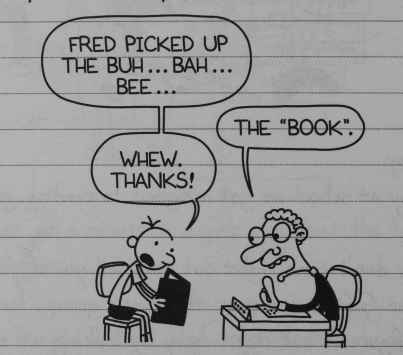 FRED PICKED UP
THE BUH... BAH...
BEE...
THE "BOOK".
WHEW.
THANKS!